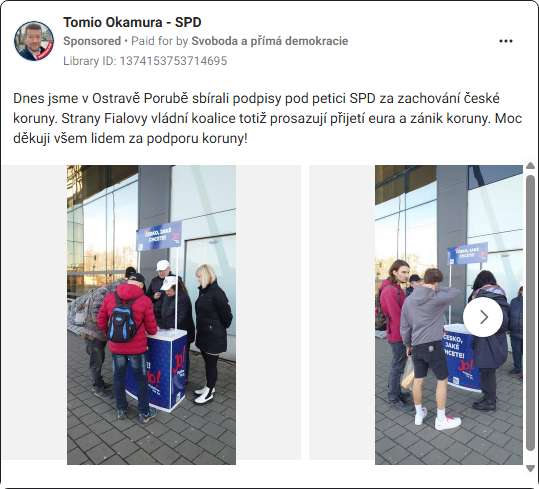 Tomio Okamura - SPD
Sponsored • Paid for by Svoboda a přímá demokracie
Library ID: 1374153753714695
Dnes jsme v Ostravě Porubě sbírali podpisy pod petici SPD za zachování české
koruny. Strany Fialovy vládní koalice totiž prosazují přijetí eura a zánik koruny. Moc
děkuji všem lidem za podporu koruny!
ČESKO, JAKÉ
CHCETE!
Jo!
ČESKO, JAKÉ
CHCETE!
ČESKO,
JAKÉ
CHCETE!
Jo!